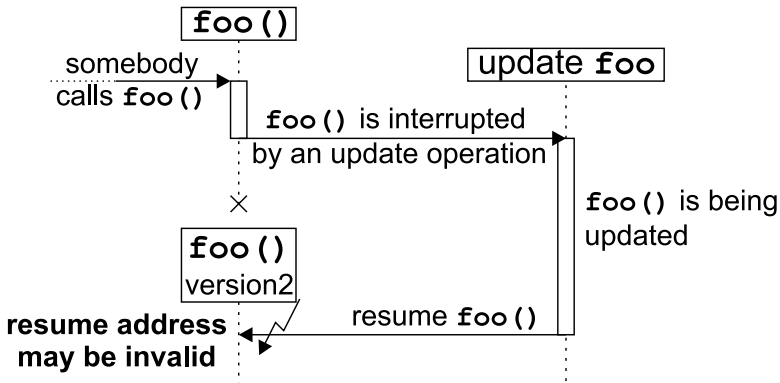 foo()
update foo
somebody
calls foo()
foo() is interrupted
by an update operation
foo() is being
updated
foo()
version2
resume foo()
resume address
may be invalid